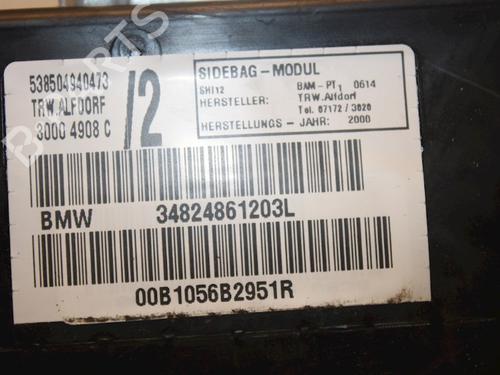 538504940473
TRW.ALFDORF
3000 4908 C
/2
SIDEBAG-MODUL
SHI12 BAM-PT1 0614
HERSTELLER: TRW.Alfdorf
Tel. 07172/3020
HERSTELLUNGS-JAHR: 2000
BMW 34824861203L
00B1056B2951R